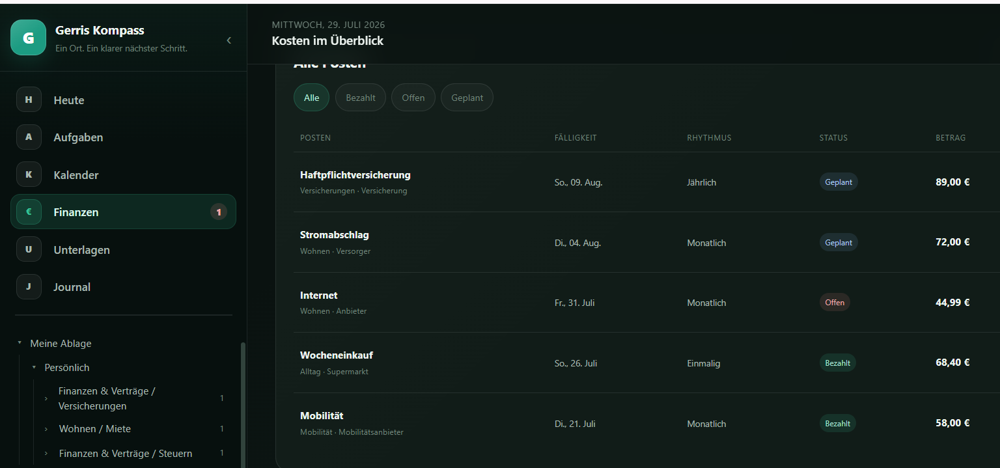 G
Gerris Kompass
Ein Ort. Ein klarer nächster Schritt.
‹
H Heute
A Aufgaben
K Kalender
€ Finanzen 1
U Unterlagen
J Journal
Meine Ablage
Persönlich
Finanzen & Verträge /
Versicherungen 1
Wohnen / Miete 1
Finanzen & Verträge / Steuern 1
MITTWOCH, 29. JULI 2026
Kosten im Überblick
Alle Posten
Alle Bezahlt Offen Geplant
POSTEN FÄLLIGKEIT RHYTHMUS STATUS BETRAG
Haftpflichtversicherung
Versicherungen · Versicherung
So., 09. Aug. Jährlich Geplant 89,00 €
Stromabschlag
Wohnen · Versorger
Di., 04. Aug. Monatlich Geplant 72,00 €
Internet
Wohnen · Anbieter
Fr., 31. Juli Monatlich Offen 44,99 €
Wocheneinkauf
Alltag · Supermarkt
So., 26. Juli Einmalig Bezahlt 68,40 €
Mobilität
Mobilität · Mobilitätsanbieter
Di., 21. Juli Monatlich Bezahlt 58,00 €